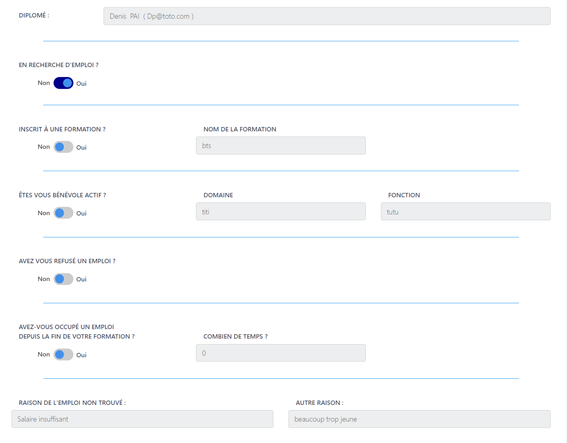 DIPLOMÉ :
Denis PAI ( Dp@toto.com )
EN RECHERCHE D'EMPLOI ?
Non Oui
INSCRIT À UNE FORMATION ? NOM DE LA FORMATION
Non Oui bts
ÊTES VOUS BÉNÉVOLE ACTIF ? DOMAINE FONCTION
Non Oui titi tutu
AVEZ VOUS REFUSÉ UN EMPLOI ?
Non Oui
AVEZ-VOUS OCCUPÉ UN EMPLOI
DEPUIS LA FIN DE VOTRE FORMATION ? COMBIEN DE TEMPS ?
Non Oui 0
RAISON DE L'EMPLOI NON TROUVÉ : AUTRE RAISON :
Salaire insuffisant beaucoup trop jeune